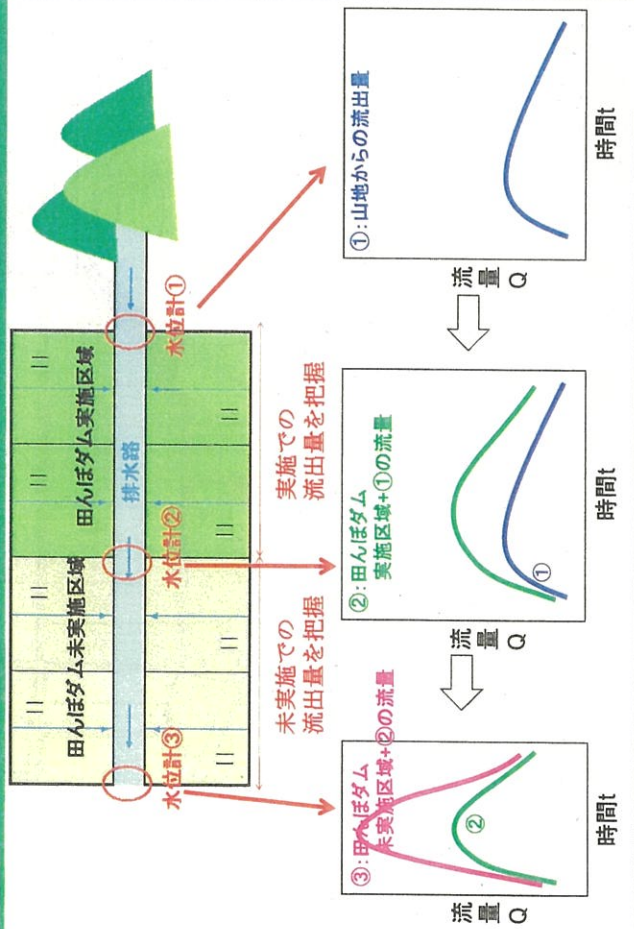 田んぼダム未実施区域
田んぼダム実施区域
排水路
水位計③
水位計②
水位計①
未実施での
流出量を把握
実施での
流出量を把握
③:田んぼダム
未実施区域+②の流量
②
流量
Q
時間t
②:田んぼダム
実施区域+①の流量
①
流量
Q
時間t
①:山地からの流出量
流量
Q
時間t